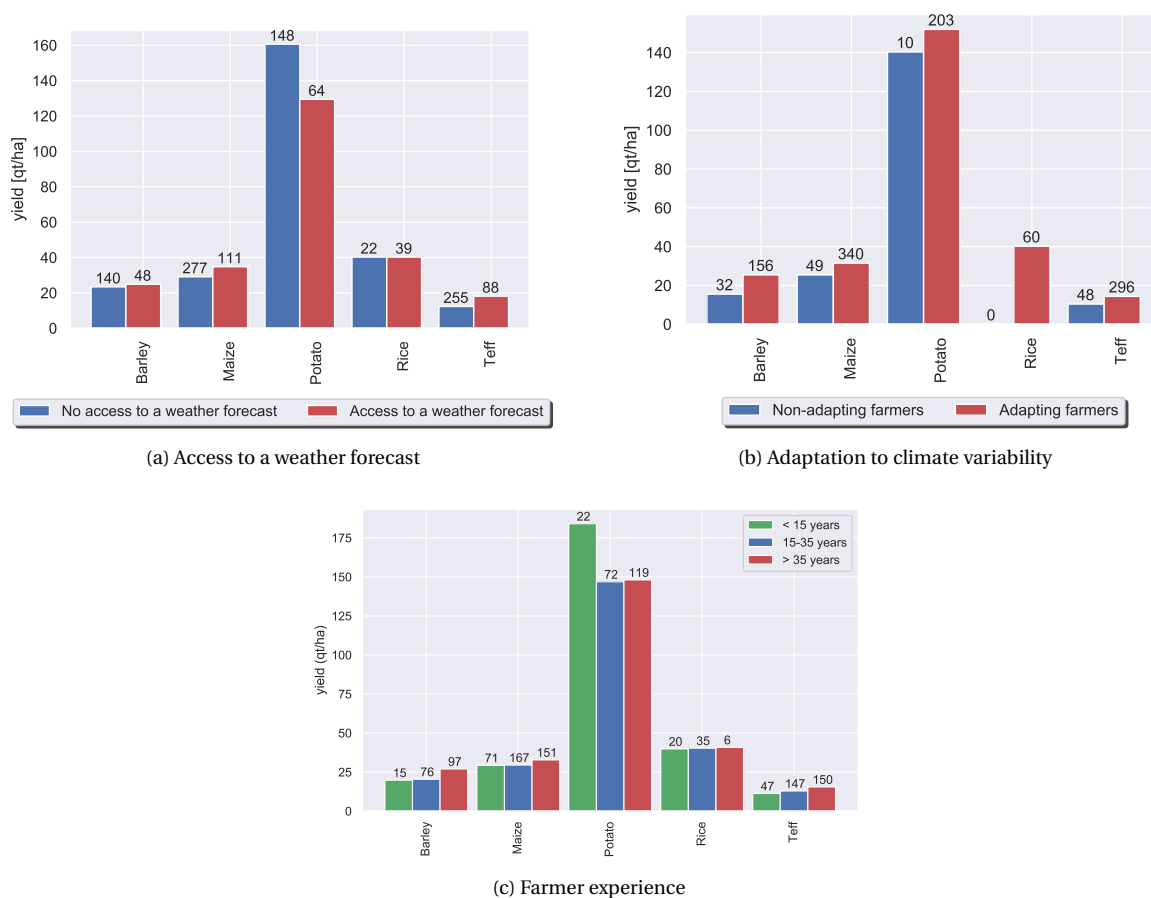 160
140
120
100
80
60
40
20
0
yield [qt/ha]
140 48 277 111 148 64 22 39 255 88
Barley Maize Potato Rice Teff
No access to a weather forecast Access to a weather forecast
(a) Access to a weather forecast
140
120
100
80
60
40
20
0
yield [qt/ha]
32 156 49 340 10 203 0 60 48 296
Barley Maize Potato Rice Teff
Non-adapting farmers Adapting farmers
(b) Adaptation to climate variability
175
150
125
100
75
50
25
0
yield (qt/ha)
15 76 97 71 167 151 22 72 119 20 35 6 47 147 150
< 15 years
15-35 years
> 35 years
Barley Maize Potato Rice Teff
(c) Farmer experience